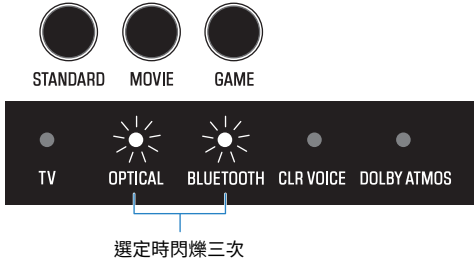 STANDARD MOVIE GAME
TV OPTICAL BLUETOOTH CLR VOICE DOLBY ATMOS
選定時閃爍三次